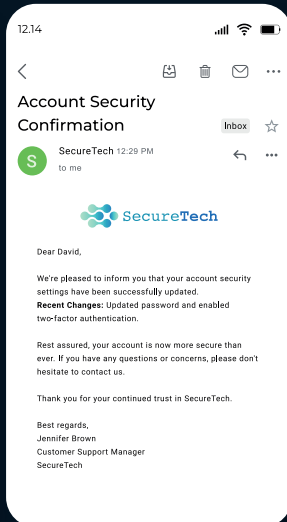 12.14
Account Security
Confirmation
Inbox
S
SecureTech 12:29 PM
to me
SecureTech
Dear David,
We're pleased to inform you that your account security
settings have been successfully updated.
Recent Changes: Updated password and enabled
two-factor authentication.
Rest assured, your account is now more secure than
ever. If you have any questions or concerns, please don't
hesitate to contact us.
Thank you for your continued trust in SecureTech.
Best regards,
Jennifer Brown
Customer Support Manager
SecureTech